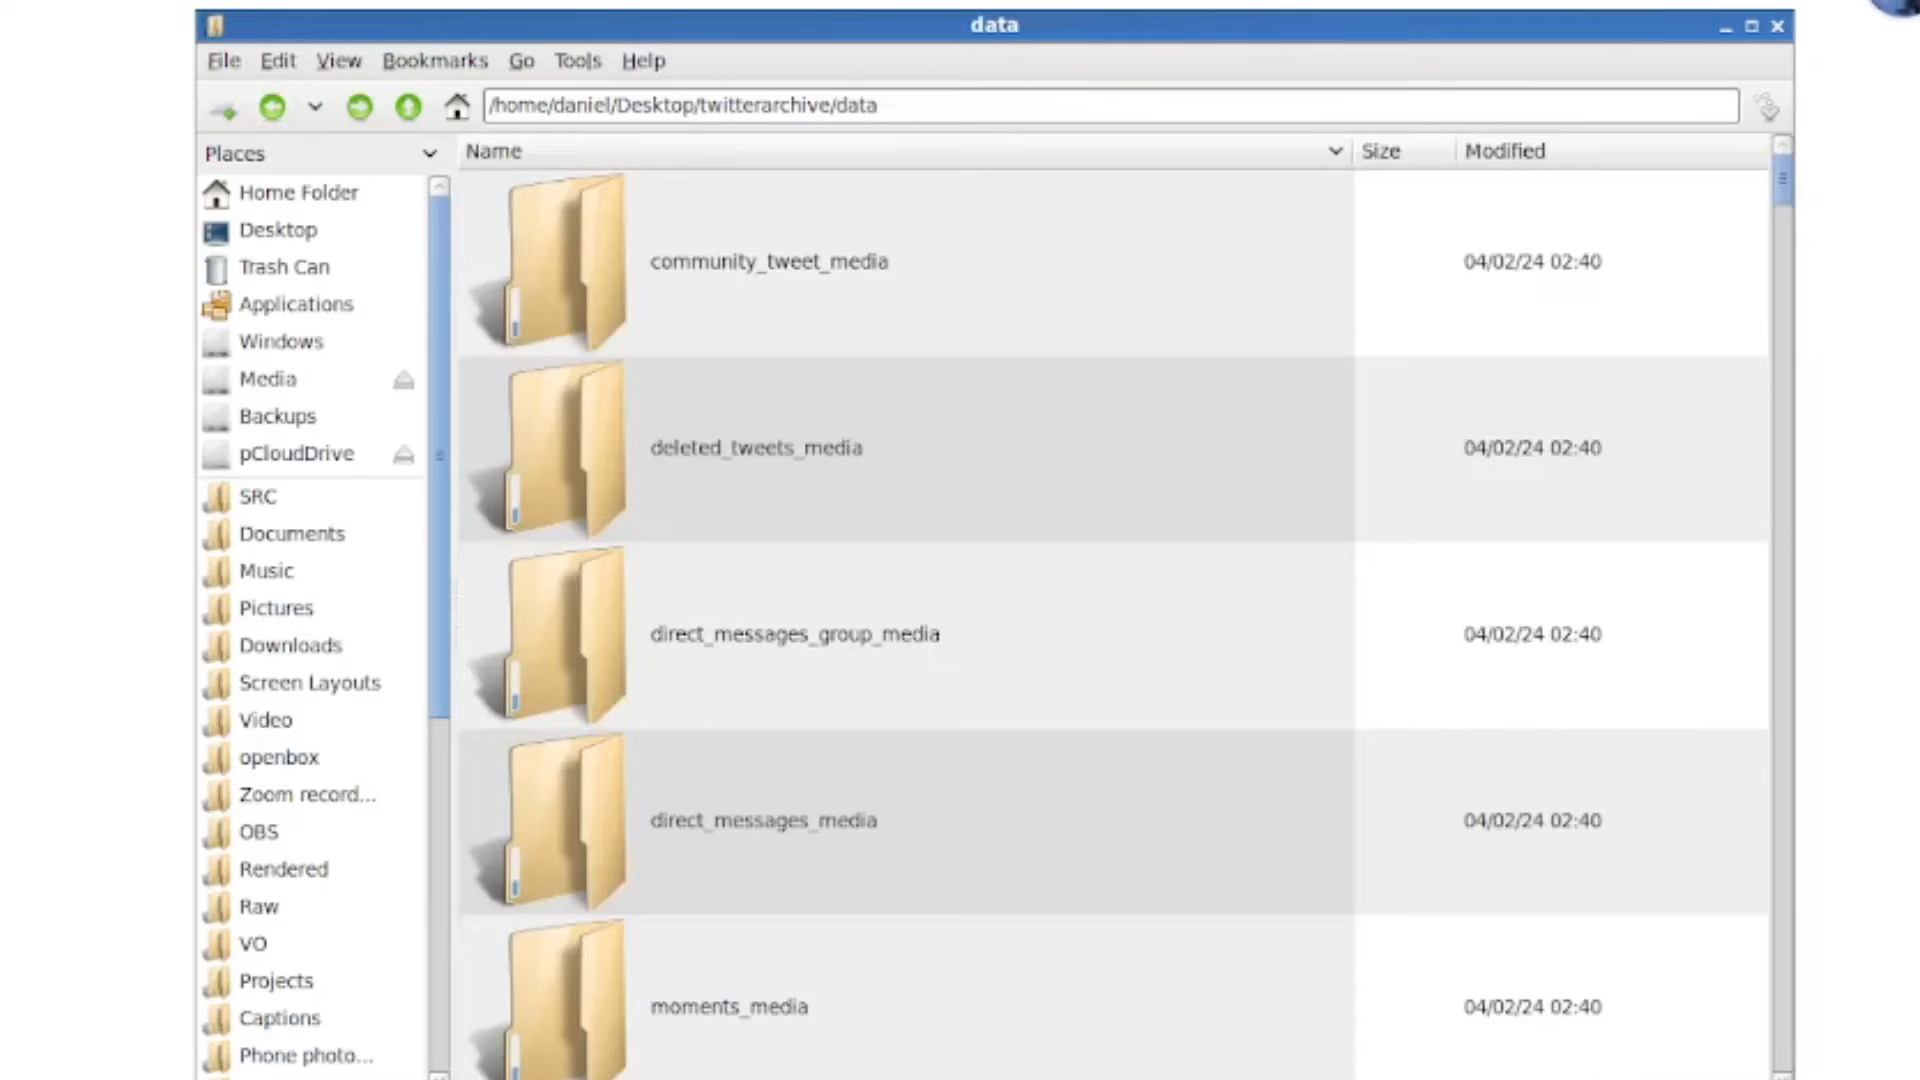 data
File Edit View Bookmarks Go Tools Help
/home/daniel/Desktop/twitterarchive/data
Places
Home Folder
Desktop
Trash Can
Applications
Windows
Media
Backups
pCloudDrive
SRC
Documents
Music
Pictures
Downloads
Screen Layouts
Video
openbox
Zoom record...
OBS
Rendered
Raw
VO
Projects
Captions
Phone photo...
Name Size Modified
community_tweet_media 04/02/24 02:40
deleted_tweets_media 04/02/24 02:40
direct_messages_group_media 04/02/24 02:40
direct_messages_media 04/02/24 02:40
moments_media 04/02/24 02:40